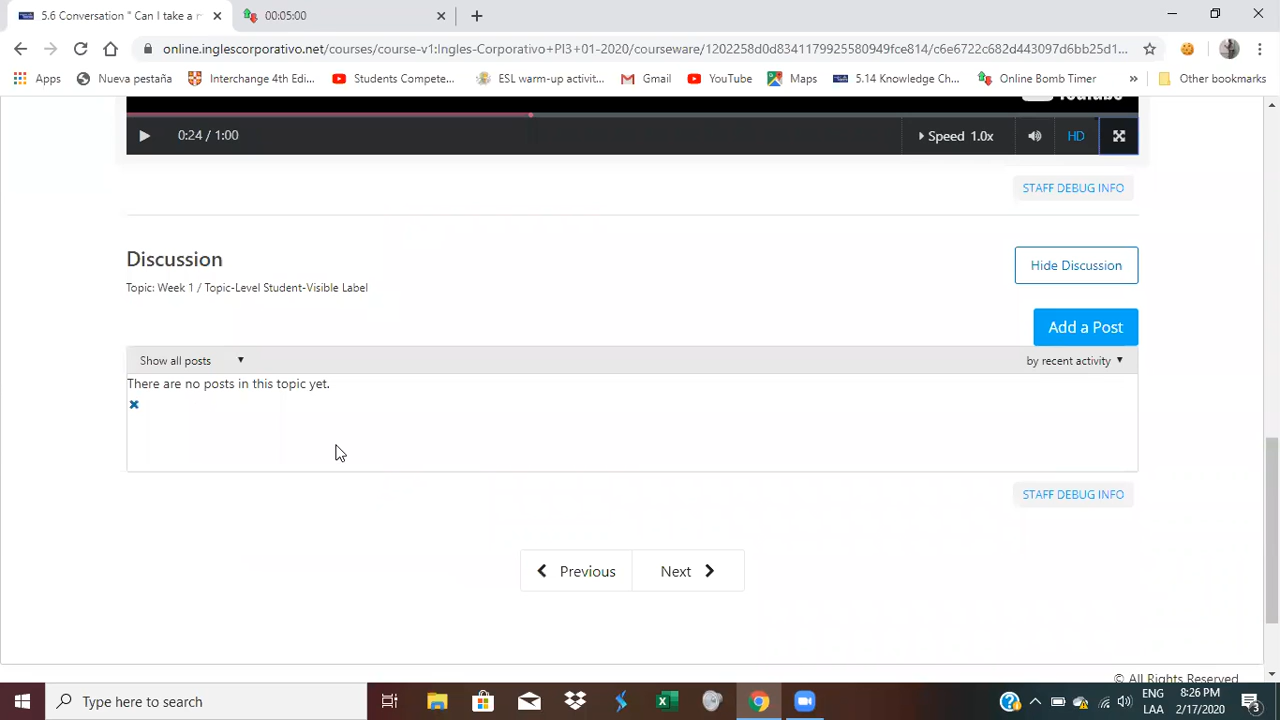 5.6 Conversation " Can I take a m
00:05:00
online.inglescorporativo.net/courses/course-v1:Ingles-Corporativo+PI3+01-2020/courseware/1202258d0d8341179925580949fce814/c6e6722c682d443097d6bb25d1...
Apps
Nueva pestaña
Interchange 4th Edi...
Students Compete...
ESL warm-up activit...
Gmail
YouTube
Maps
5.14 Knowledge Ch...
Online Bomb Timer
»
Other bookmarks
YouTube
0:24 / 1:00
Speed 1.0x
HD
STAFF DEBUG INFO
Discussion
Hide Discussion
Topic: Week 1 / Topic-Level Student-Visible Label
Add a Post
Show all posts
by recent activity
There are no posts in this topic yet.
STAFF DEBUG INFO
Previous
Next
© All Rights Reserved
Type here to search
ENG
LAA
8:26 PM
2/17/2020
3